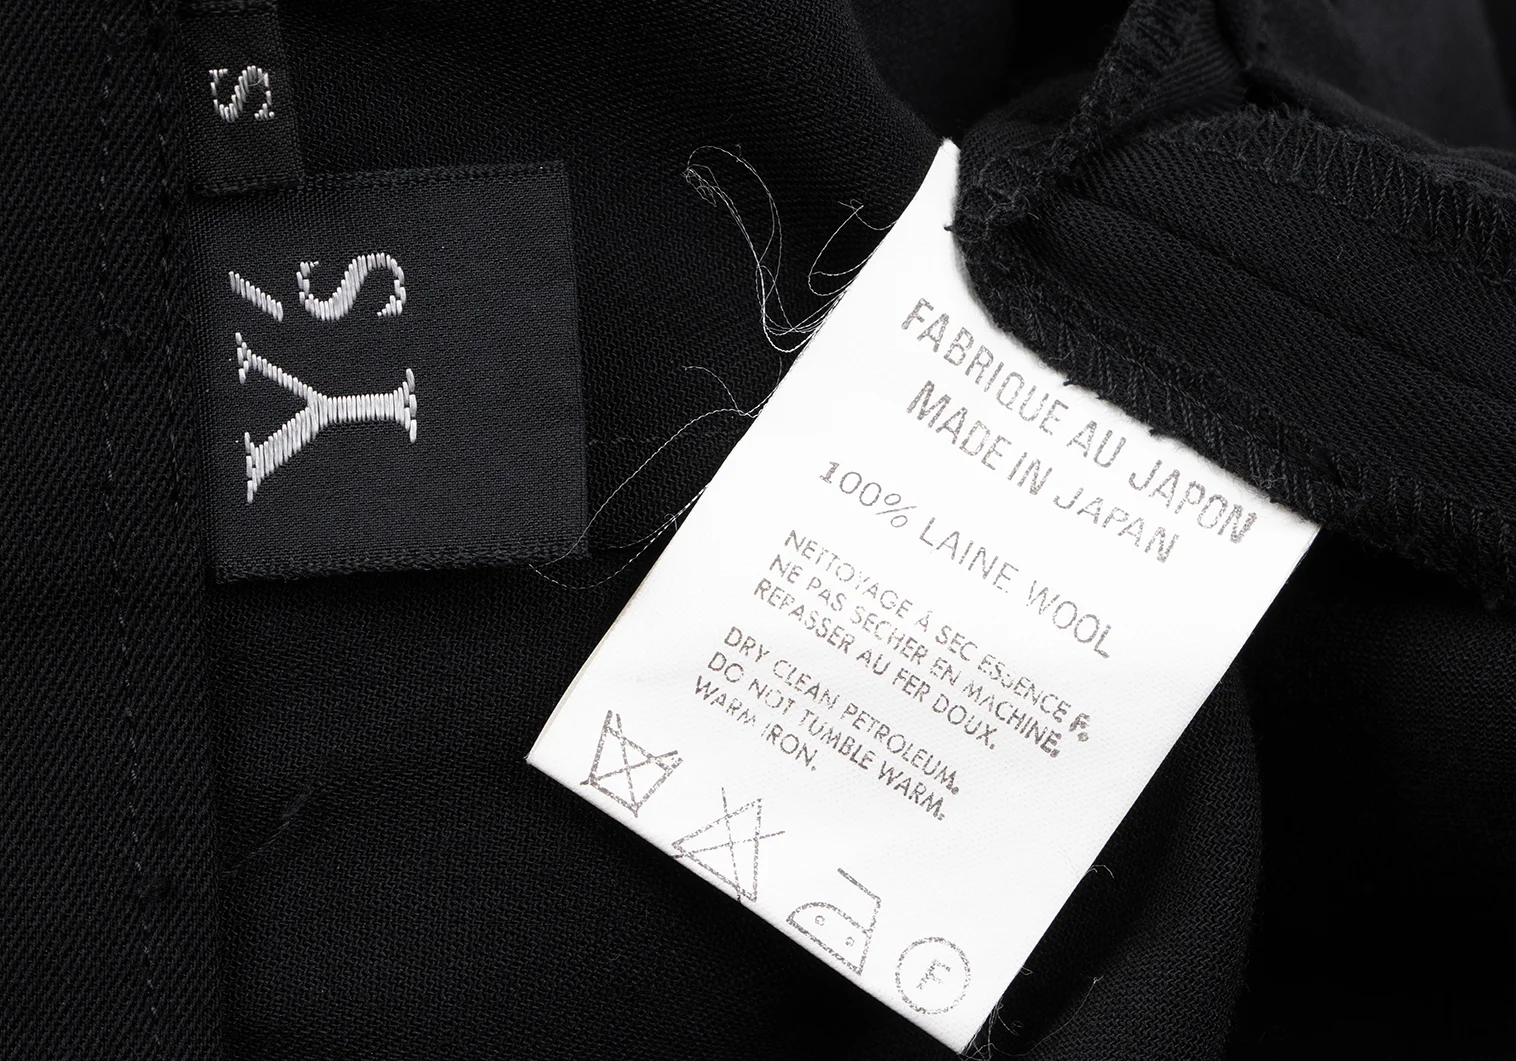 S
Y's
FABRIQUE AU JAPON
MADE IN JAPAN
100% LAINE WOOL
NETTOYAGE À SEC ESSENCE F.
NE PAS SÉCHER EN MACHINE,
REPASSER AU FER DOUX.
DRY CLEAN PETROLEUM.
DO NOT TUMBLE WARM.
WARM IRON.
F